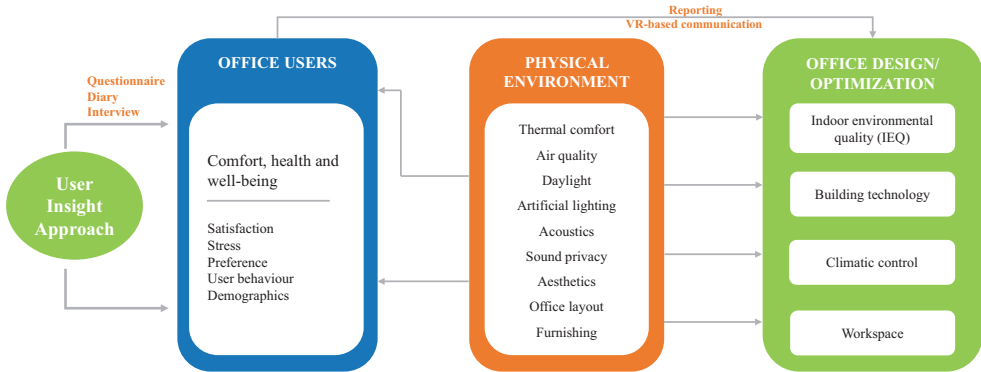 Reporting
VR-based communication
Questionnaire
Diary
Interview
User
Insight
Approach
OFFICE USERS
Comfort, health and
well-being
Satisfaction
Stress
Preference
User behaviour
Demographics
PHYSICAL
ENVIRONMENT
Thermal comfort
Air quality
Daylight
Artificial lighting
Acoustics
Sound privacy
Aesthetics
Office layout
Furnishing
OFFICE DESIGN/
OPTIMIZATION
Indoor environmental
quality (IEQ)
Building technology
Climatic control
Workspace